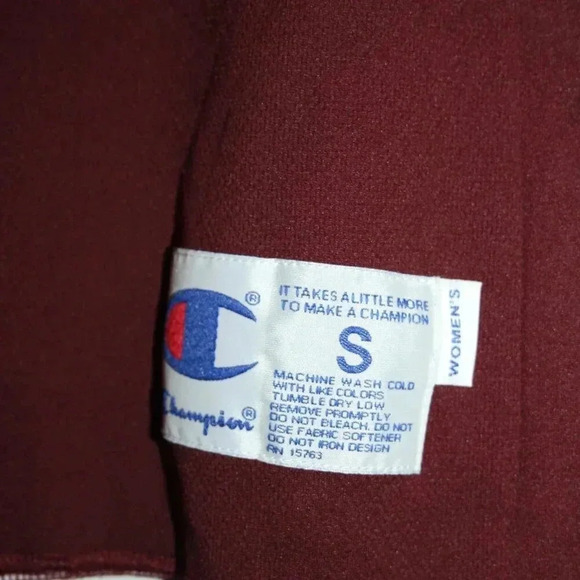 IT TAKES A LITTLE MORE
TO MAKE A CHAMPION
S
MACHINE WASH COLD
WITH LIKE COLORS
TUMBLE DRY LOW
REMOVE PROMPTLY
DO NOT BLEACH. DO NOT
USE FABRIC SOFTENER
DO NOT IRON DESIGN
RN 15763
®
Champion®
WOMEN'S